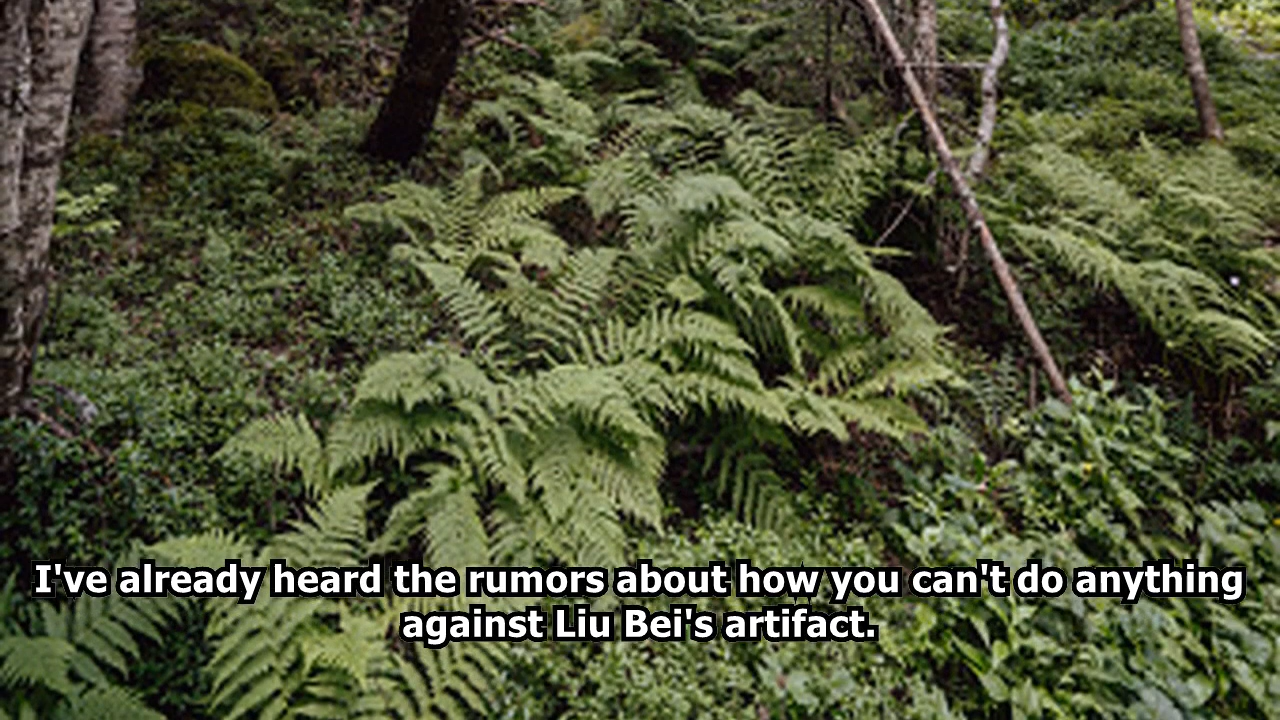 I've already heard the rumors about how you can't do anything
against Liu Bei's artifact.